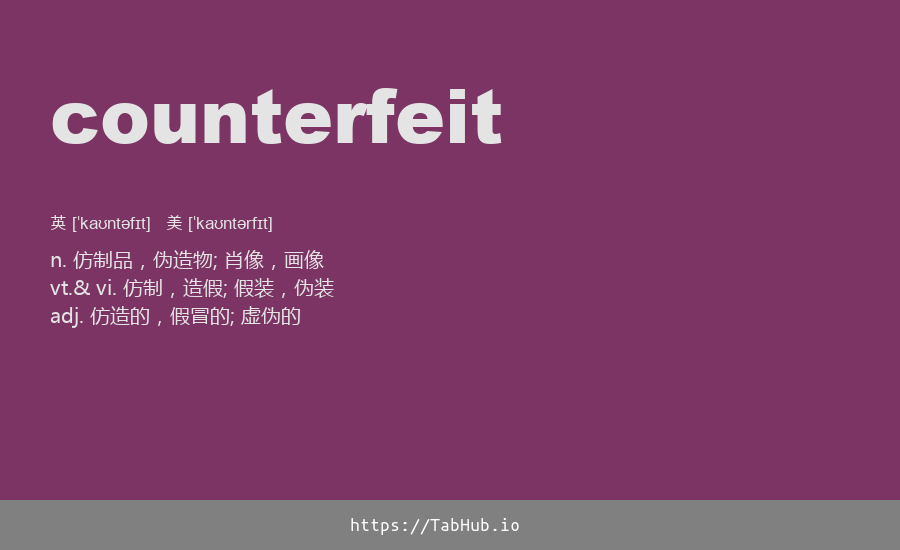 counterfeit
英 [ˈkaʊntəfɪt] 美 [ˈkaʊntərfɪt]
n. 仿制品，伪造物; 肖像，画像
vt.& vi. 仿制，造假; 假装，伪装
adj. 仿造的，假冒的; 虚伪的
https://TabHub.io